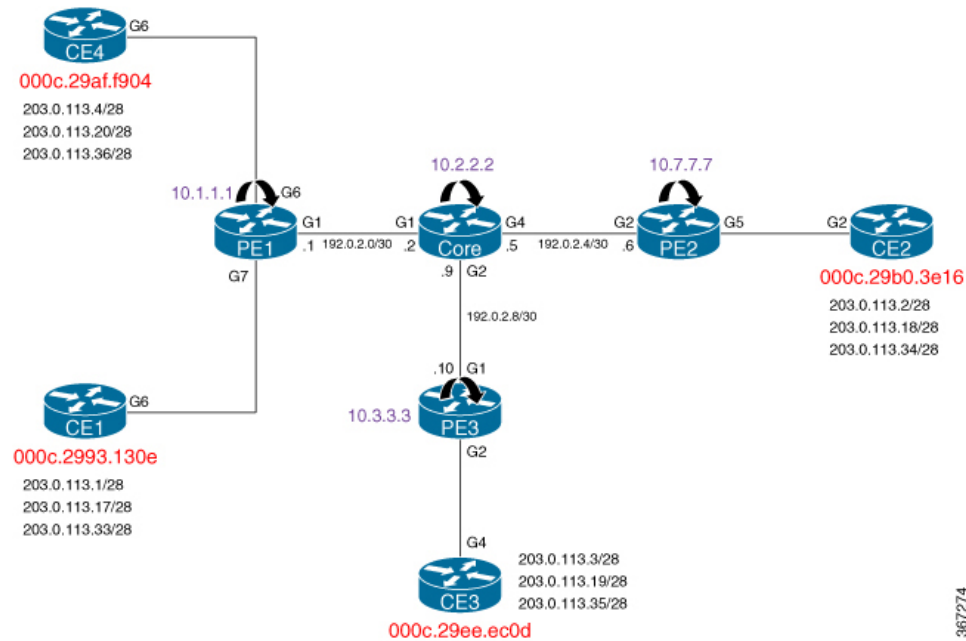 G6
CE4
000c.29af.f904
203.0.113.4/28
203.0.113.20/28
203.0.113.36/28
10.1.1.1
G6
PE1
G1
.1
192.0.2.0/30
G7
10.2.2.2
G1
.2
Core
G4
.5
.9
G2
192.0.2.4/30
10.7.7.7
G2
.6
PE2
G5
G2
CE2
000c.29b0.3e16
203.0.113.2/28
203.0.113.18/28
203.0.113.34/28
192.0.2.8/30
.10
G1
10.3.3.3
PE3
G2
G6
CE1
000c.2993.130e
203.0.113.1/28
203.0.113.17/28
203.0.113.33/28
G4
CE3
203.0.113.3/28
203.0.113.19/28
203.0.113.35/28
000c.29ee.ec0d
367274